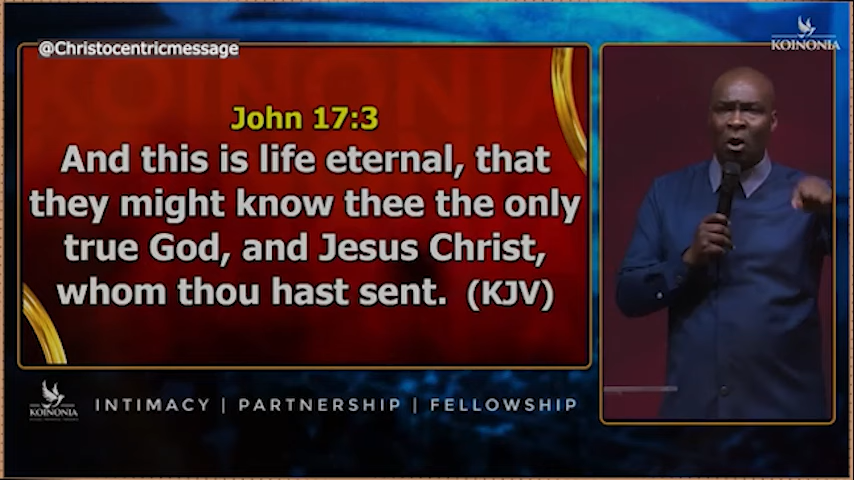 @Christocentricmessage
KOINONIA
John 17:3
And this is life eternal, that
they might know thee the only
true God, and Jesus Christ,
whom thou hast sent. (KJV)
KOINONIA
INTIMACY | PARTNERSHIP | FELLOWSHIP